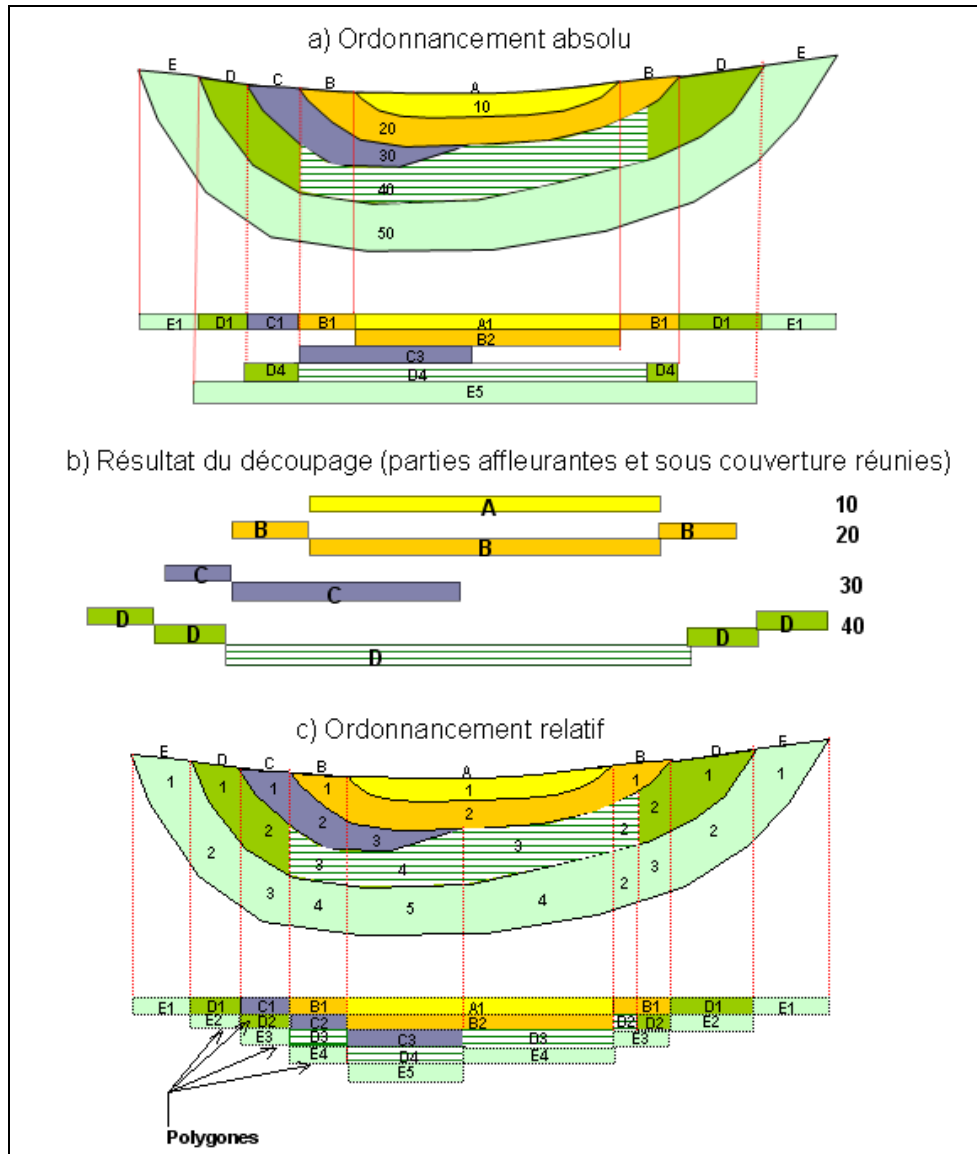 a) Ordonnancement absolu
E D C B A B D E
10
20
30
40
50
E1 D1 C1 B1 A1 B1 D1 E1
B2
C3
D4 D4 D4
E5
b) Résultat du découpage (parties affleurantes et sous couverture réunies)
A 10
B B 20
B
C 30
C
D D 40
D D
D
c) Ordonnancement relatif
E D C B A B D E
1 1 1 1 1 1 1 1
2 2 2 2 2 2 2
3 3 3 3 2 3
4 4 4 2
5
E1 D1 C1 B1 A1 B1 D1 E1
E2 D2 C2 B2 D2 D2 E2
E3 D3 C3 D3 E3
E4 D4 E4
E5
Polygones